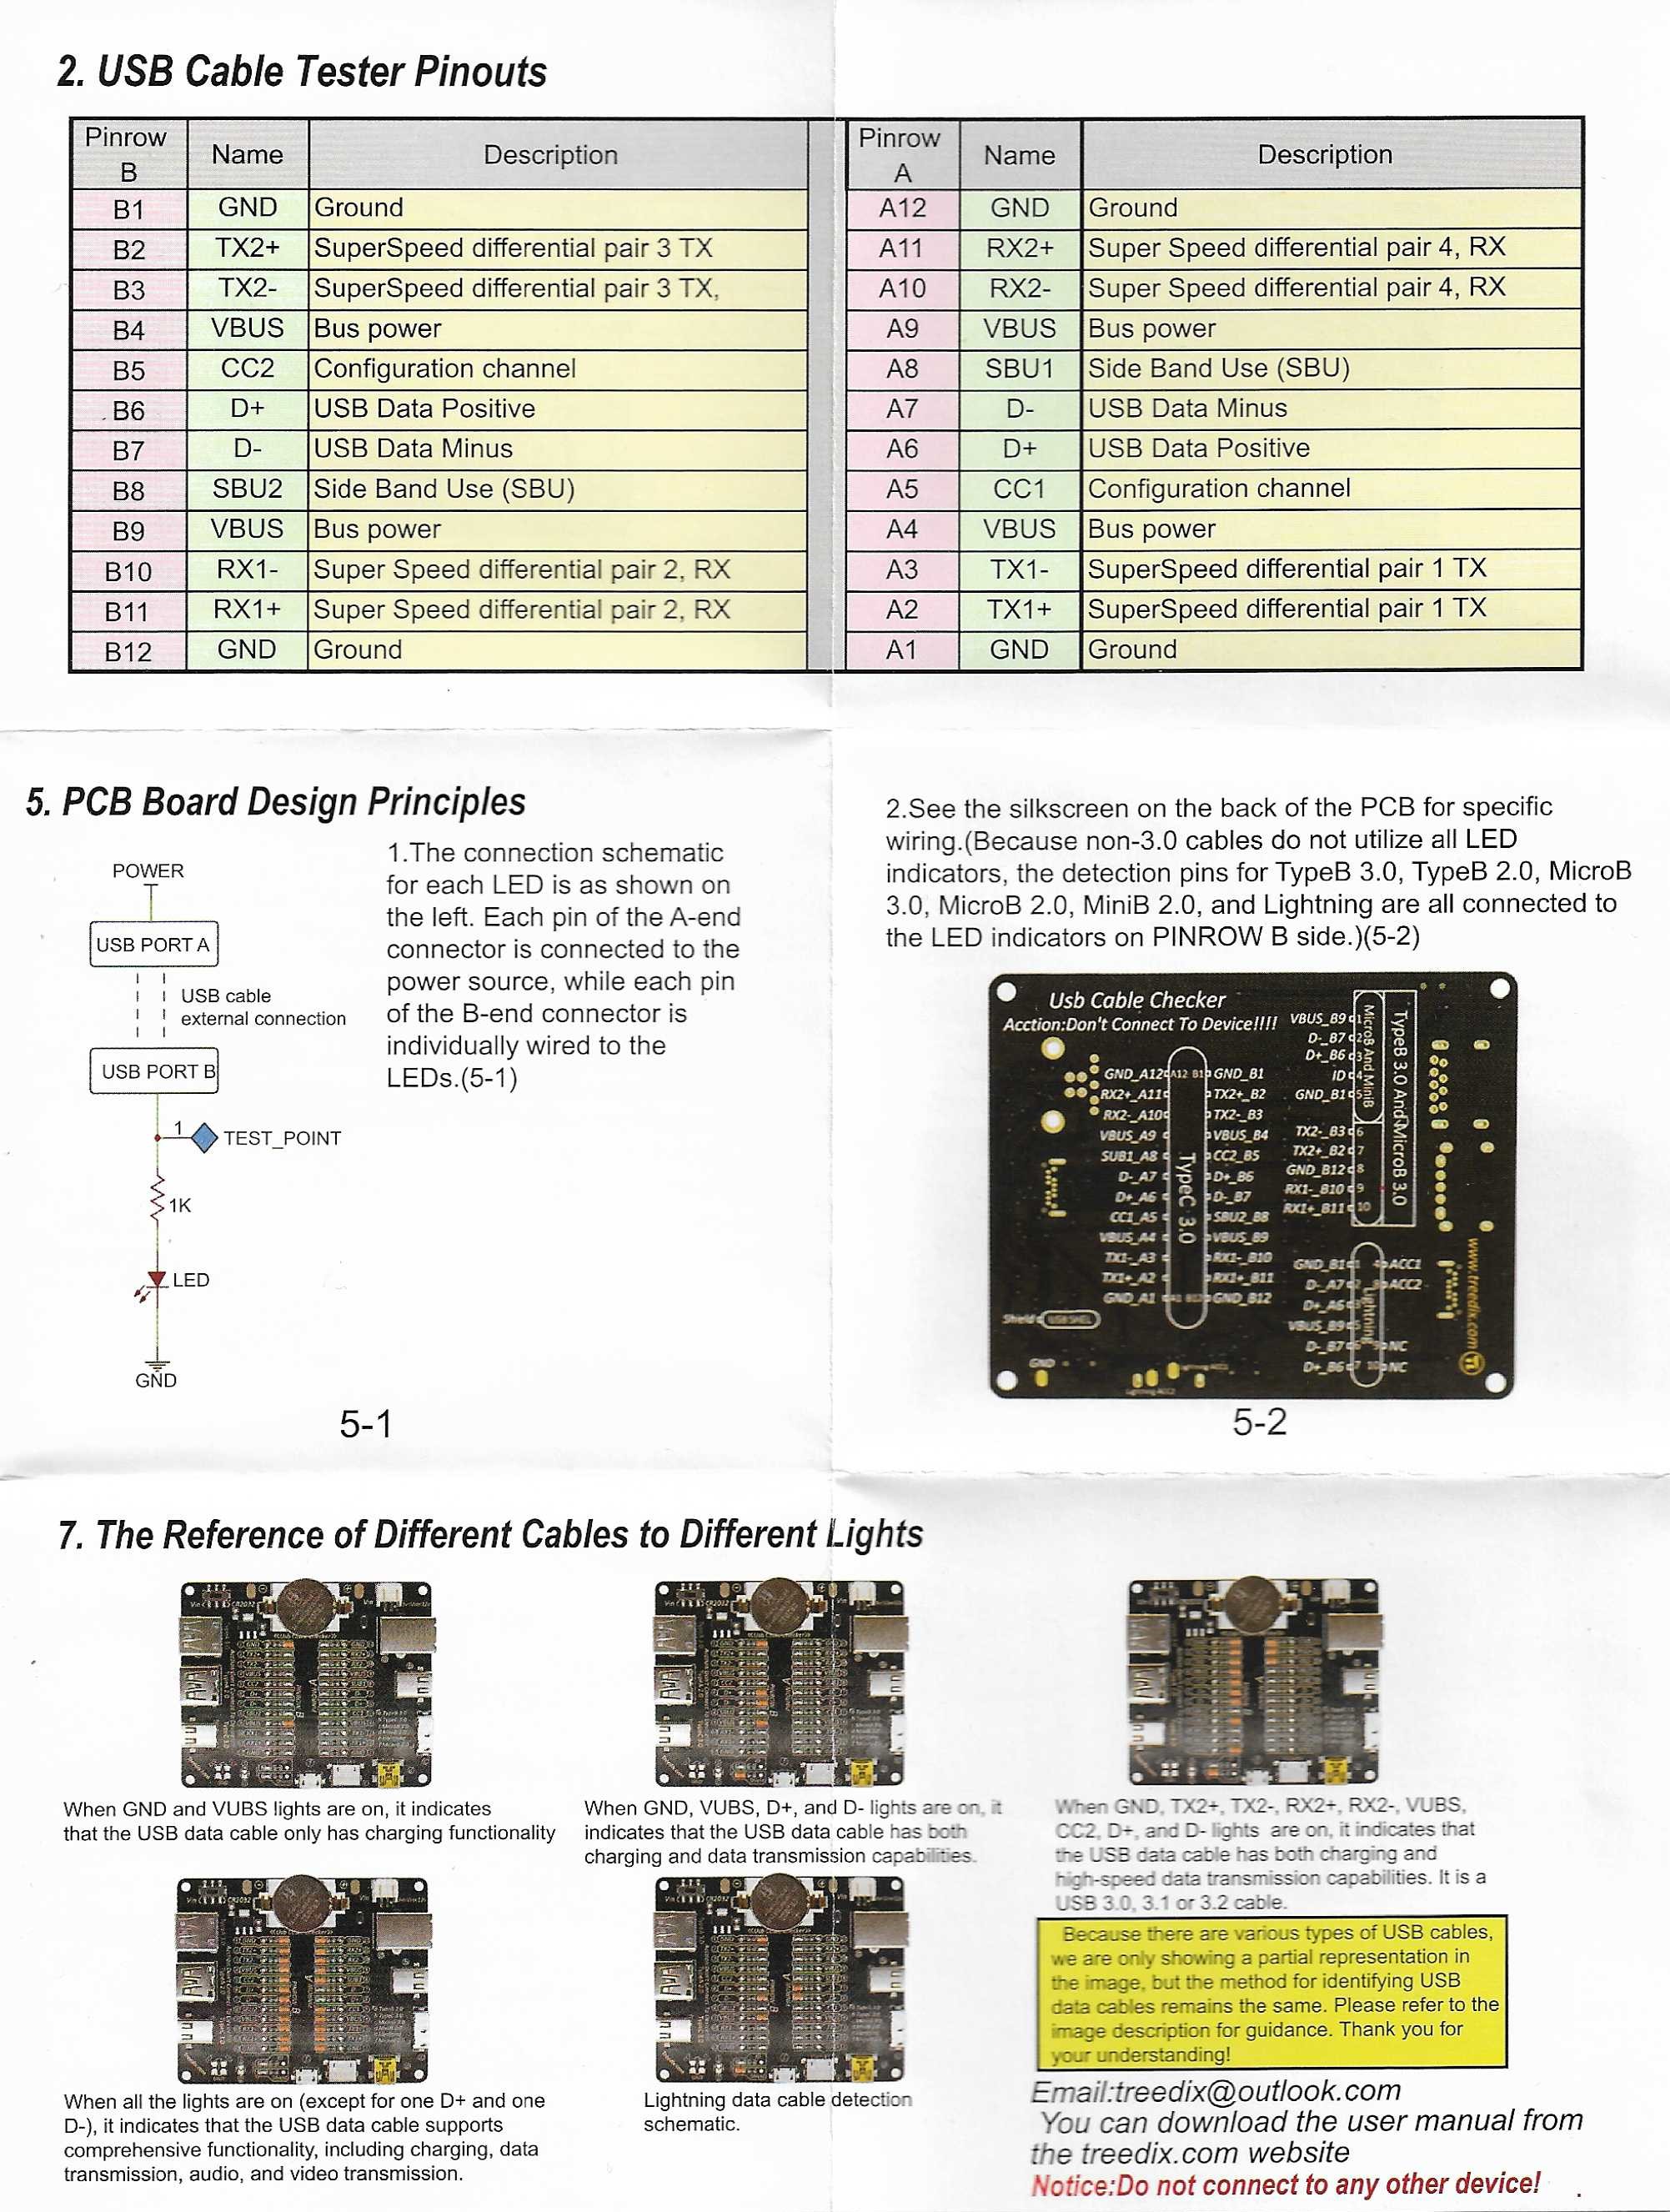 2. USB Cable Tester Pinouts
Pinrow B Name Description Pinrow A Name Description
B1 GND Ground A12 GND Ground
B2 TX2+ SuperSpeed differential pair 3 TX A11 RX2+ Super Speed differential pair 4, RX
B3 TX2- SuperSpeed differential pair 3 TX, A10 RX2- Super Speed differential pair 4, RX
B4 VBUS Bus power A9 VBUS Bus power
B5 CC2 Configuration channel A8 SBU1 Side Band Use (SBU)
B6 D+ USB Data Positive A7 D- USB Data Minus
B7 D- USB Data Minus A6 D+ USB Data Positive
B8 SBU2 Side Band Use (SBU) A5 CC1 Configuration channel
B9 VBUS Bus power A4 VBUS Bus power
B10 RX1- Super Speed differential pair 2, RX A3 TX1- SuperSpeed differential pair 1 TX
B11 RX1+ Super Speed differential pair 2, RX A2 TX1+ SuperSpeed differential pair 1 TX
B12 GND Ground A1 GND Ground
5. PCB Board Design Principles
POWER
USB PORT A
USB cable
external connection
USB PORT B
1
TEST_POINT
1K
LED
GND
5-1
1.The connection schematic
for each LED is as shown on
the left. Each pin of the A-end
connector is connected to the
power source, while each pin
of the B-end connector is
individually wired to the
LEDs.(5-1)
2.See the silkscreen on the back of the PCB for specific
wiring.(Because non-3.0 cables do not utilize all LED
indicators, the detection pins for TypeB 3.0, TypeB 2.0, MicroB
3.0, MicroB 2.0, MiniB 2.0, and Lightning are all connected to
the LED indicators on PINROW B side.)(5-2)
Usb Cable Checker
Acction:Don't Connect To Device!!!!
GND_A12 A12 B1 GND_B1
RX2+_A11 TX2+_B2
RX2-_A10 TX2-_B3
VBUS_A9 VBUS_B4
SUB1_A8 CC2_B5
D-_A7 D+_B6
D+_A6 D-_B7
CC1_A5 SBU2_B8
VBUS_A4 VBUS_B9
TX1-_A3 RX1-_B10
TX1+_A2 RX1+_B11
GND_A1 A1 B12 GND_B12
TypeC 3.0
Shield USB SHEL
GND
VBUS_B9 1
D-_B7 2
D+_B6 3
ID 4
GND_B1 5
TX2-_B3 6
TX2+_B2 7
GND_B12 8
RX1-_B10 9
RX1+_B11 10
MicroB And MiniB
TypeB 3.0 And MicroB 3.0
GND_B1 1 ACC1
D-_A7 ACC2
D+_A6
VBUS_B9
D-_B7 NC
D+_B6 7 10 NC
Lightning
www.treedix.com
5-2
7. The Reference of Different Cables to Different Lights
When GND and VUBS lights are on, it indicates
that the USB data cable only has charging functionality
When GND, VUBS, D+, and D- lights are on, it
indicates that the USB data cable has both
charging and data transmission capabilities.
When GND, TX2+, TX2-, RX2+, RX2-, VUBS,
CC2, D+, and D- lights are on, it indicates that
the USB data cable has both charging and
high-speed data transmission capabilities. It is a
USB 3.0, 3.1 or 3.2 cable.
When all the lights are on (except for one D+ and one
D-), it indicates that the USB data cable supports
comprehensive functionality, including charging, data
transmission, audio, and video transmission.
Lightning data cable detection
schematic.
Because there are various types of USB cables,
we are only showing a partial representation in
the image, but the method for identifying USB
data cables remains the same. Please refer to the
image description for guidance. Thank you for
your understanding!
Email:treedix@outlook.com
You can download the user manual from
the treedix.com website
Notice:Do not connect to any other device!